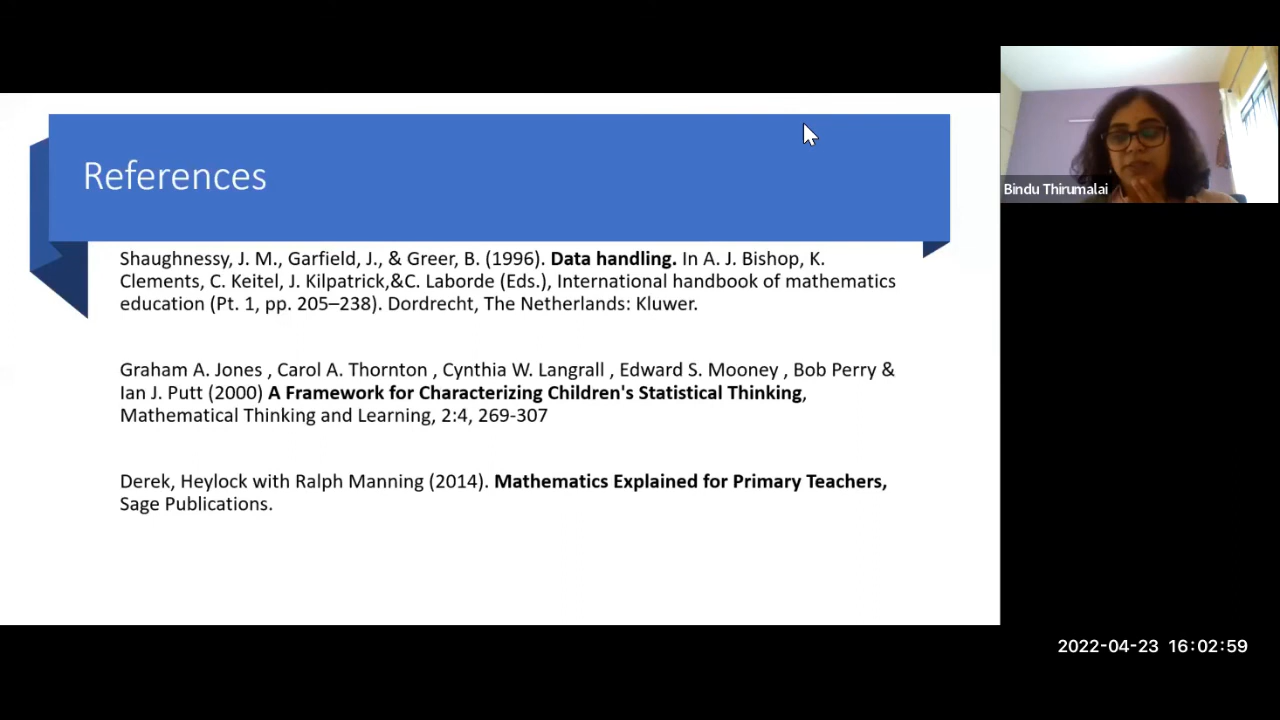 References
Shaughnessy, J. M., Garfield, J., & Greer, B. (1996). Data handling. In A. J. Bishop, K.
Clements, C. Keitel, J. Kilpatrick,&C. Laborde (Eds.), International handbook of mathematics
education (Pt. 1, pp. 205–238). Dordrecht, The Netherlands: Kluwer.
Graham A. Jones , Carol A. Thornton , Cynthia W. Langrall , Edward S. Mooney , Bob Perry &
Ian J. Putt (2000) A Framework for Characterizing Children's Statistical Thinking,
Mathematical Thinking and Learning, 2:4, 269-307
Derek, Heylock with Ralph Manning (2014). Mathematics Explained for Primary Teachers,
Sage Publications.
Bindu Thirumalai
2022-04-23 16:02:59